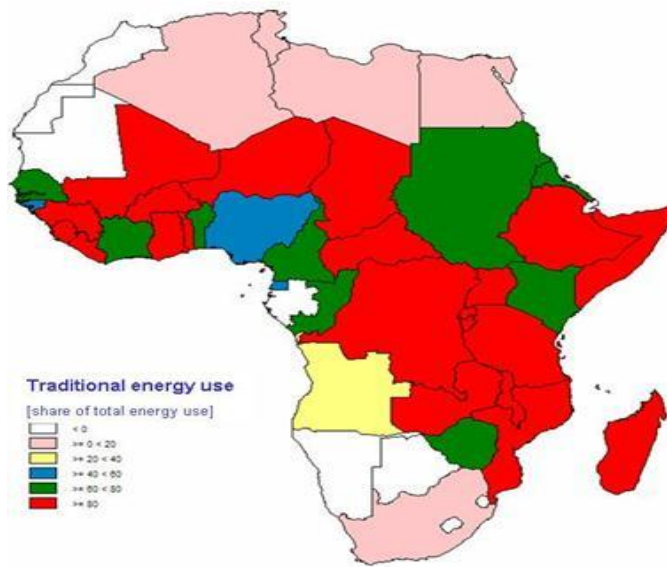 Traditional energy use
[share of total energy use]
< 0
>= 0 < 20
>= 20 < 40
>= 40 < 60
>= 60 < 80
>= 80